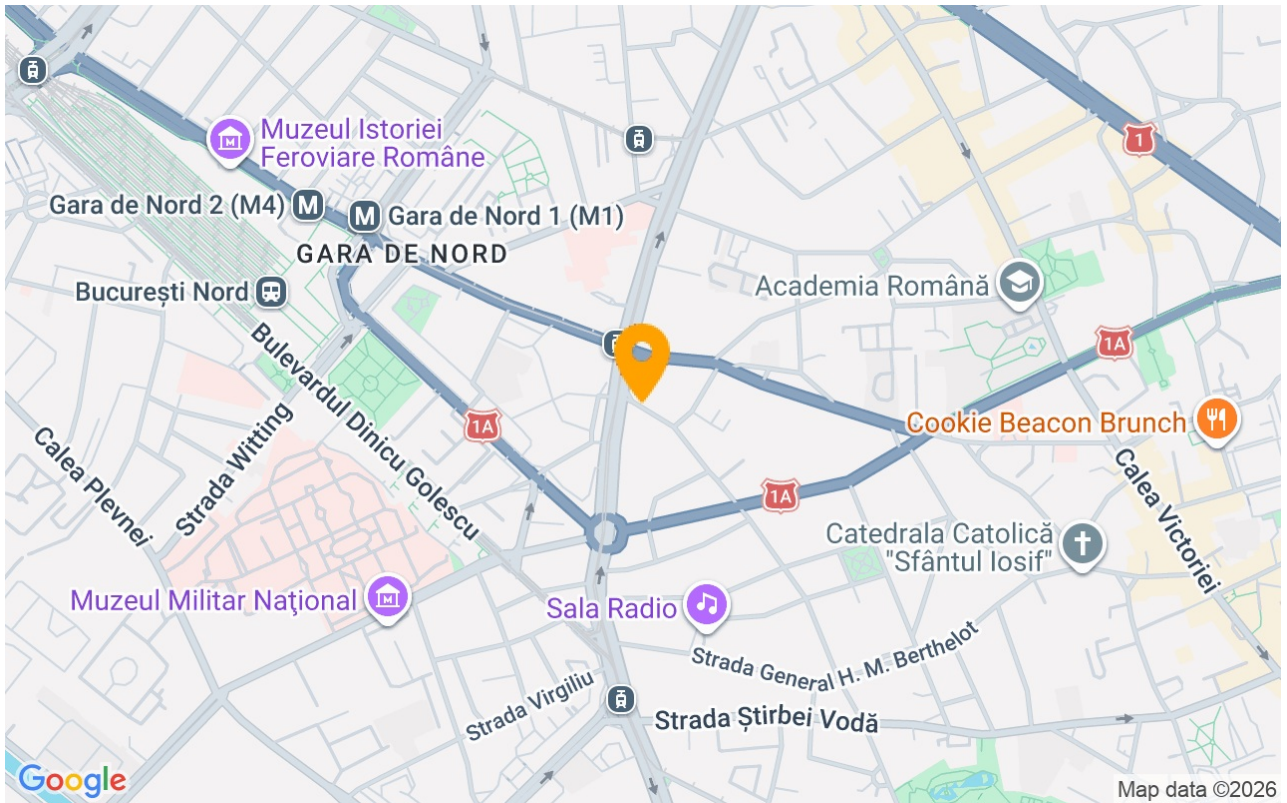 1
Muzeul Istoriei
Feroviare Române
Gara de Nord 2 (M4)
M
M
Gara de Nord 1 (M1)
GARA DE NORD
București Nord
Academia Română
1A
Bulevardul Dinicu Golescu
Strada Witting
Calea Plevnei
1A
Cookie Beacon Brunch
1A
Calea Victoriei
Catedrala Catolică
"Sfântul Iosif"
Muzeul Militar Naţional
Sala Radio
Strada General H. M. Berthelot
Strada Virgiliu
Strada Știrbei Vodă
Google
Map data ©2026